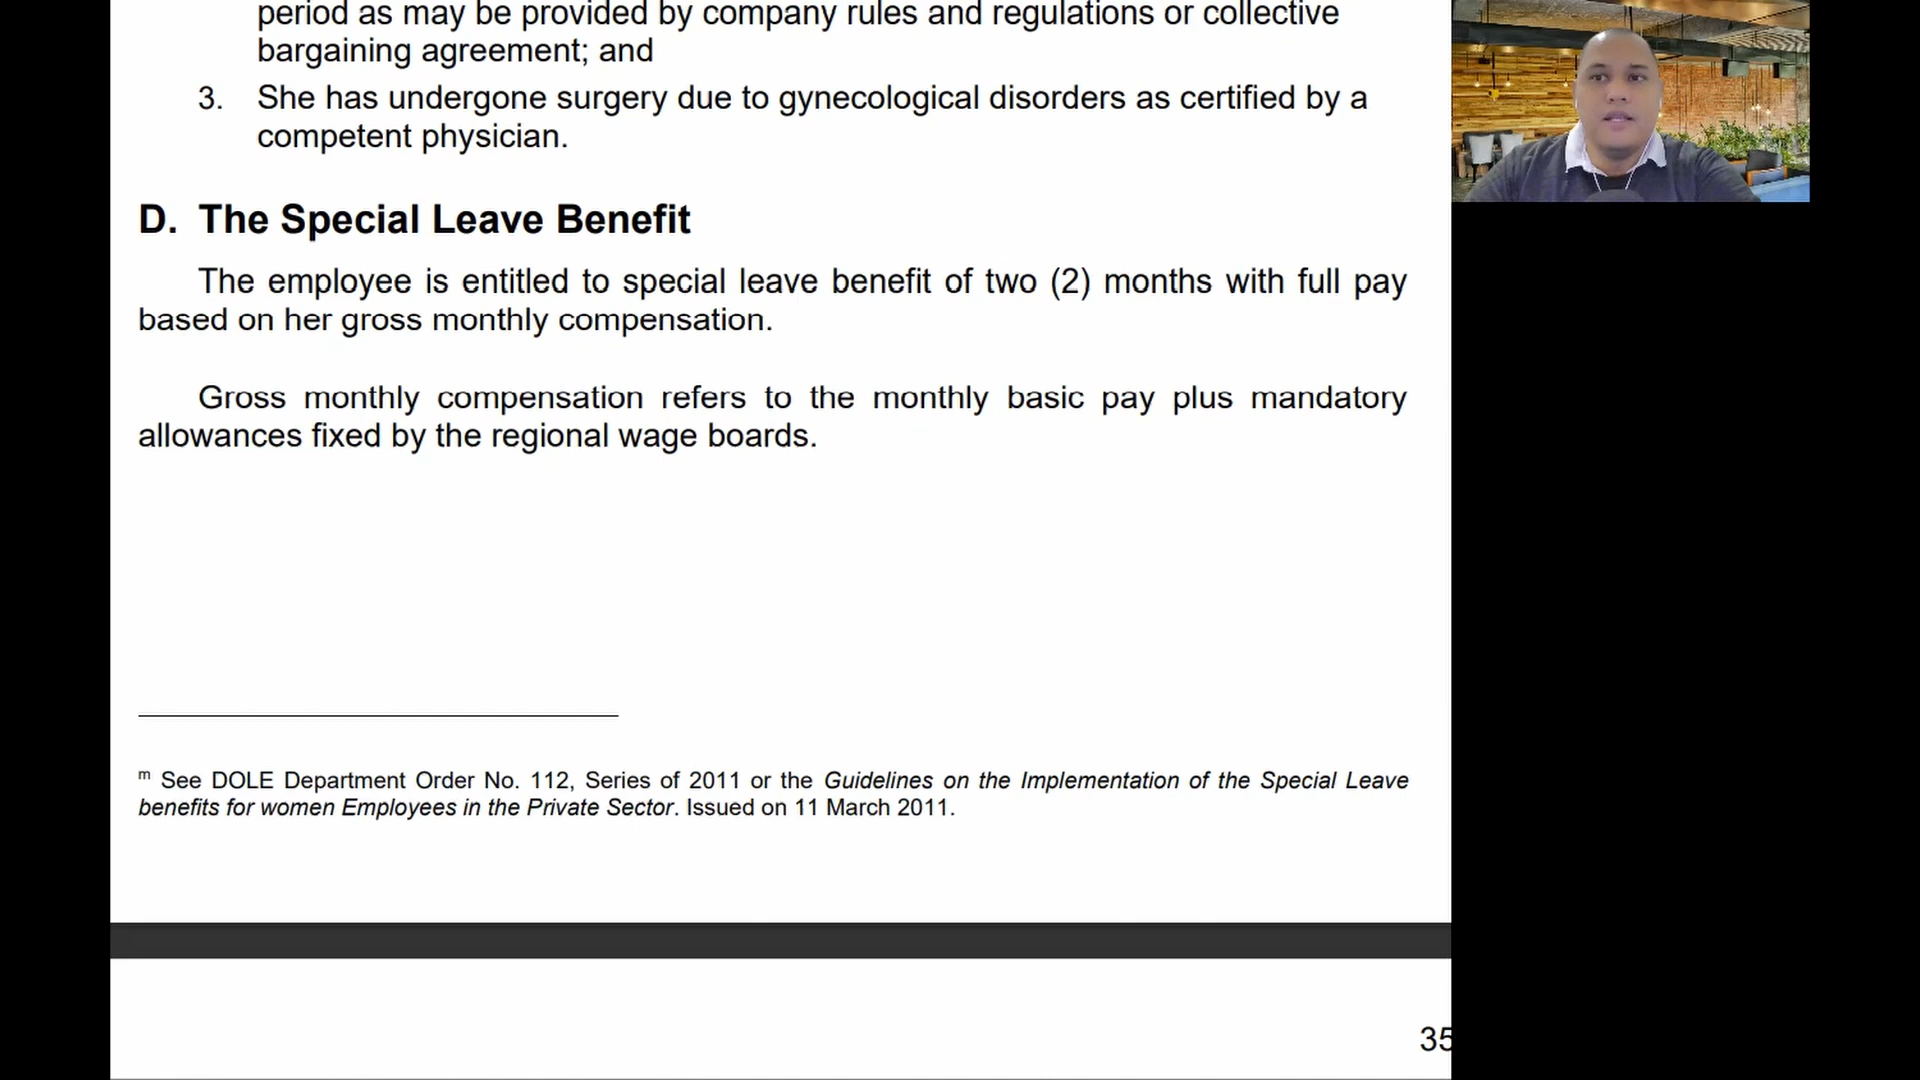 period as may be provided by company rules and regulations or collective
bargaining agreement; and
3. She has undergone surgery due to gynecological disorders as certified by a
competent physician.
D. The Special Leave Benefit
The employee is entitled to special leave benefit of two (2) months with full pay
based on her gross monthly compensation.
Gross monthly compensation refers to the monthly basic pay plus mandatory
allowances fixed by the regional wage boards.
m See DOLE Department Order No. 112, Series of 2011 or the Guidelines on the Implementation of the Special Leave
benefits for women Employees in the Private Sector. Issued on 11 March 2011.
35